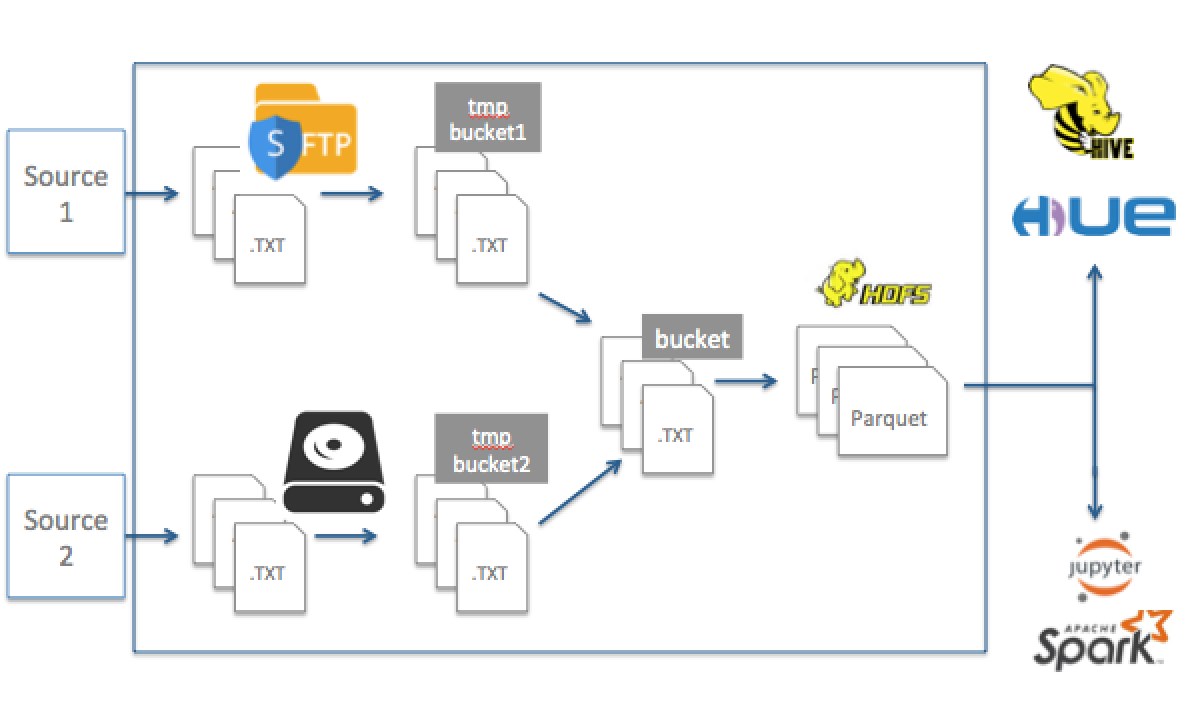 Source
1
S
FTP
.TXT
tmp
bucket1
.TXT
HIVE
HUE
HDFS
bucket
.TXT
P
P
Parquet
Source
2
.TXT
tmp
bucket2
.TXT
jupyter
APACHE
Spark